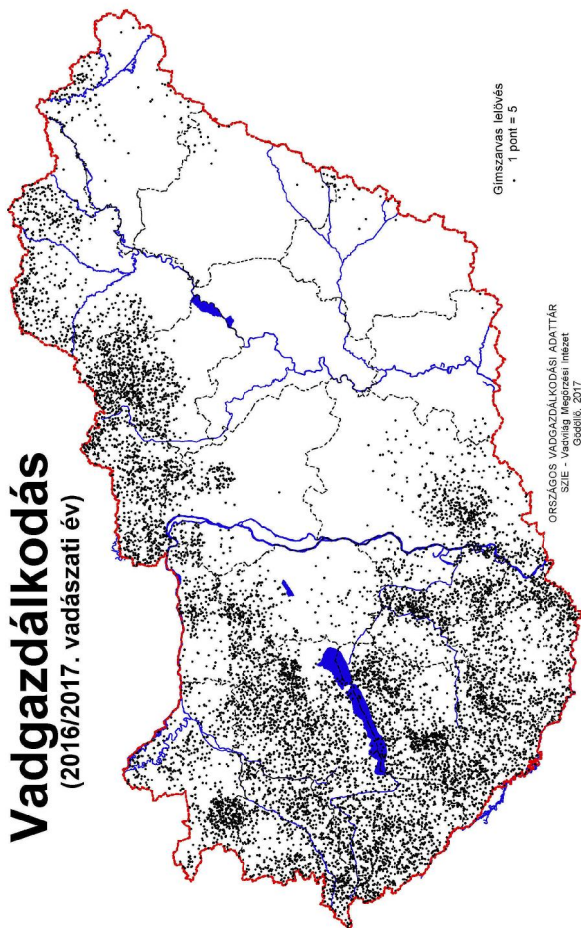 Vadgazdálkodás
(2016/2017. vadászati év)
Gímszarvas lelövés
• 1 pont = 5
ORSZÁGOS VADGAZDÁLKODÁSI ADATTÁR
SZIE - Vadvilág Megőrzési Intézet
Gödöllő, 2017